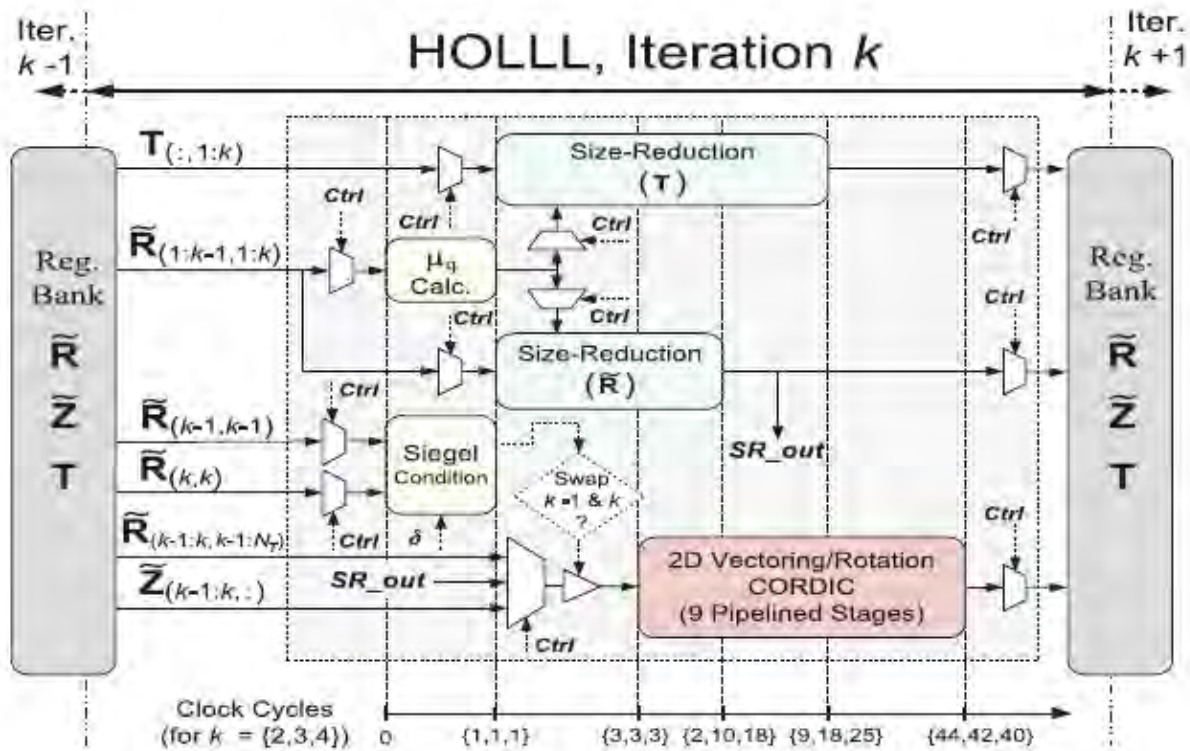 Iter.
k-1
HOLLL, Iteration k
Iter.
k+1
T(:,1:k)
Size-Reduction
(T)
Ctrl
Ctrl
Ctrl
Ctrl
R̃(1:k-1,1:k)
μq
Calc.
Reg.
Bank
R̃
Z̃
T
Reg.
Bank
R̃
Z̃
T
Ctrl
Ctrl
Ctrl
Size-Reduction
(R̃)
Ctrl
R̃(k-1,k-1)
R̃(k,k)
Siegel
Condition
SR_out
Swap
k-1 & k
?
Ctrl
δ
Ctrl
R̃(k-1:k,k-1:NT)
SR_out
Z̃(k-1:k,:)
2D Vectoring/Rotation
CORDIC
(9 Pipelined Stages)
Ctrl
Clock Cycles
(for k = {2,3,4})
0
{1,1,1}
{3,3,3}
{2,10,18}
{9,18,25}
{44,42,40}